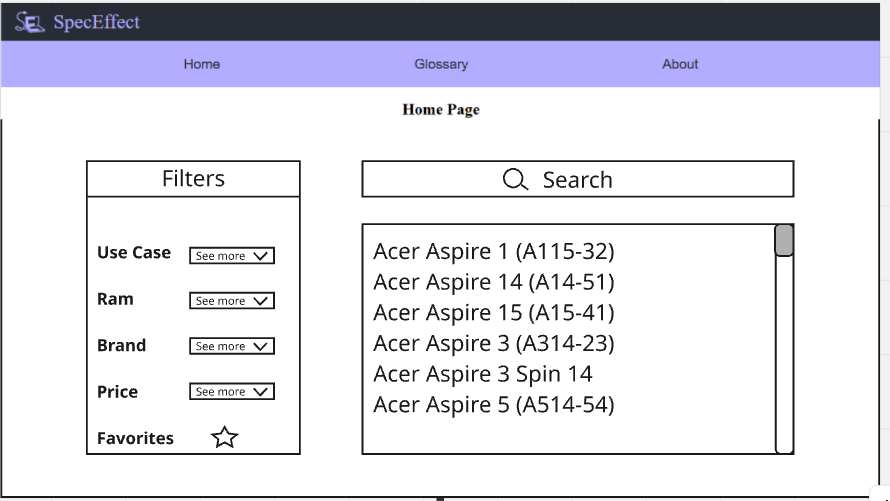 SEL SpecEffect
Home Glossary About
Home Page
Filters
Use Case See more
Ram See more
Brand See more
Price See more
Favorites
Search
Acer Aspire 1 (A115-32)
Acer Aspire 14 (A14-51)
Acer Aspire 15 (A15-41)
Acer Aspire 3 (A314-23)
Acer Aspire 3 Spin 14
Acer Aspire 5 (A514-54)